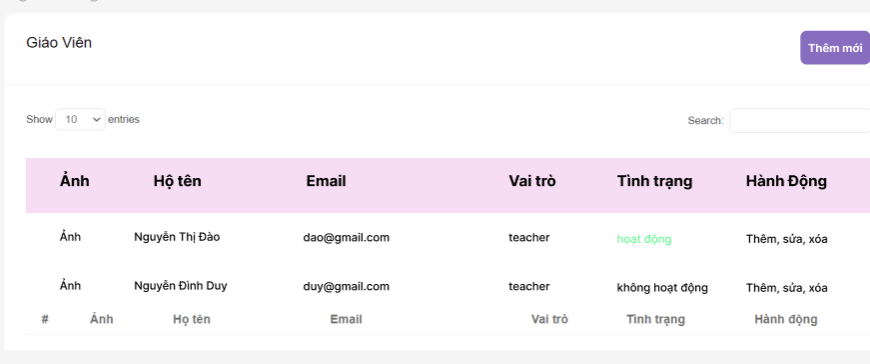 Giáo Viên
Thêm mới
Show 10 entries
Search:
Ảnh Hộ tên Email Vai trò Tình trạng Hành Động
Ảnh Nguyễn Thị Đào dao@gmail.com teacher hoạt động Thêm, sửa, xóa
Ảnh Nguyễn Đình Duy duy@gmail.com teacher không hoạt động Thêm, sửa, xóa
# Ảnh Họ tên Email Vai trò Tình trạng Hành động